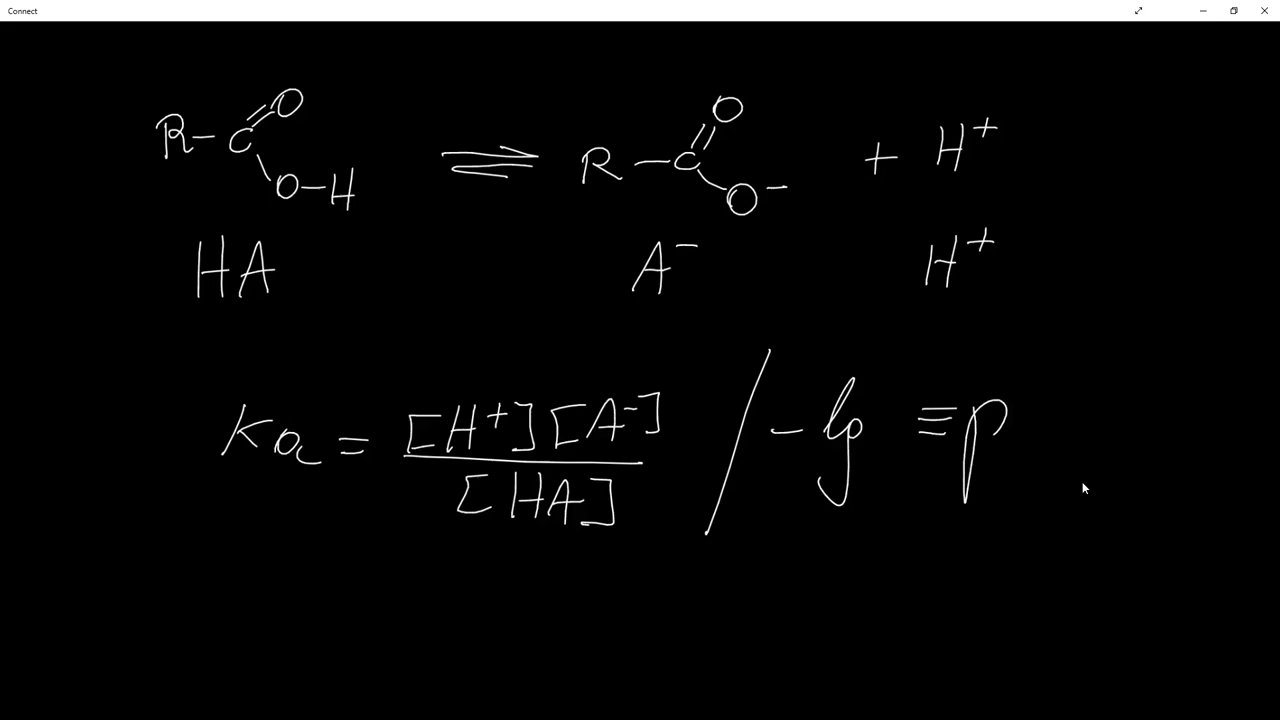 Connect
R-C=O O-H ⇌ R-C=O O⁻ + H⁺
HA A⁻ H⁺
Ka = [H⁺][A⁻] / [HA] / - lg ≡ p